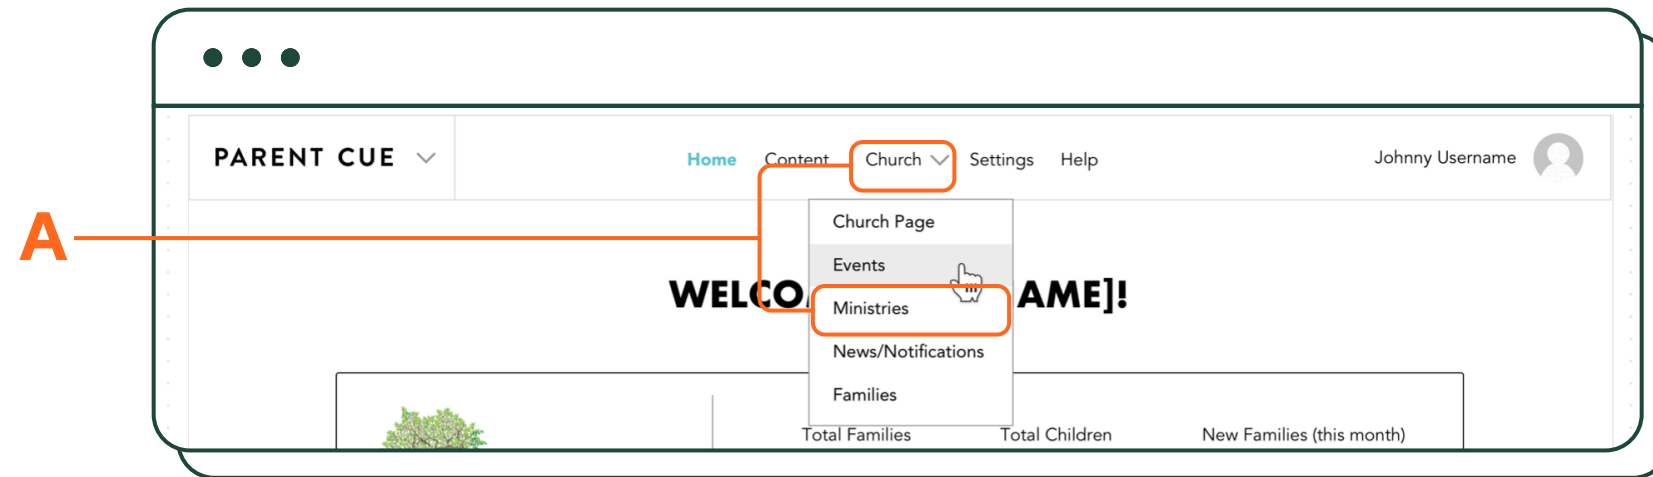 PARENT CUE
Home Content Church Settings Help
Johnny Username
A
Church Page
Events
WELCO AME]!
Ministries
News/Notifications
Families
Total Families Total Children New Families (this month)